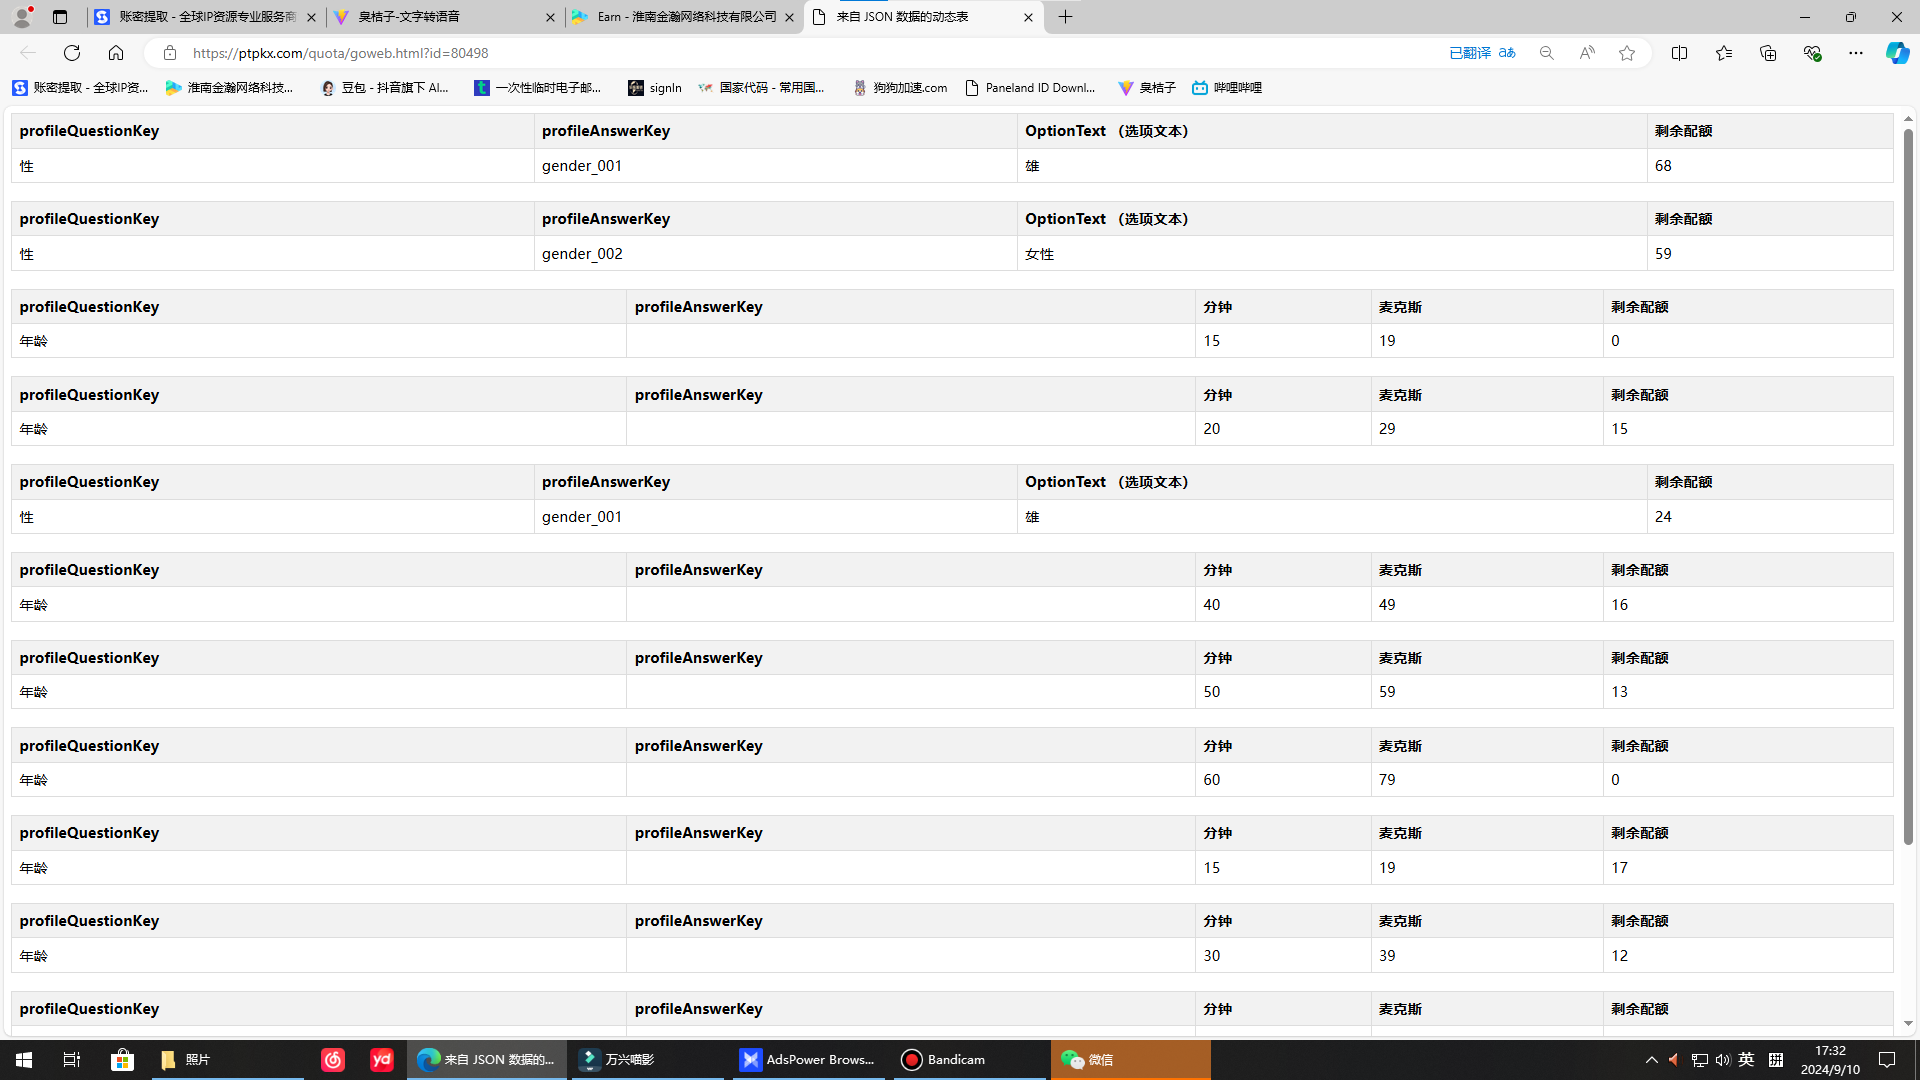 账密提取 - 全球IP资源专业服务商
臭桔子-文字转语音
Earn - 淮南金瀚网络科技有限公司
来自 JSON 数据的动态表
https://ptpkx.com/quota/goweb.html?id=80498
已翻译
账密提取 - 全球IP资...
淮南金瀚网络科技...
豆包 - 抖音旗下 AI...
一次性临时电子邮...
signIn
国家代码 - 常用国...
狗狗加速.com
Paneland ID Downl...
臭桔子
哔哩哔哩
profileQuestionKey profileAnswerKey OptionText （选项文本） 剩余配额
性 gender_001 雄 68
profileQuestionKey profileAnswerKey OptionText （选项文本） 剩余配额
性 gender_002 女性 59
profileQuestionKey profileAnswerKey 分钟 麦克斯 剩余配额
年龄 15 19 0
profileQuestionKey profileAnswerKey 分钟 麦克斯 剩余配额
年龄 20 29 15
profileQuestionKey profileAnswerKey OptionText （选项文本） 剩余配额
性 gender_001 雄 24
profileQuestionKey profileAnswerKey 分钟 麦克斯 剩余配额
年龄 40 49 16
profileQuestionKey profileAnswerKey 分钟 麦克斯 剩余配额
年龄 50 59 13
profileQuestionKey profileAnswerKey 分钟 麦克斯 剩余配额
年龄 60 79 0
profileQuestionKey profileAnswerKey 分钟 麦克斯 剩余配额
年龄 15 19 17
profileQuestionKey profileAnswerKey 分钟 麦克斯 剩余配额
年龄 30 39 12
profileQuestionKey profileAnswerKey 分钟 麦克斯 剩余配额
照片
yd
来自 JSON 数据的...
万兴喵影
AdsPower Brows...
Bandicam
微信
英
拼
17:32
2024/9/10